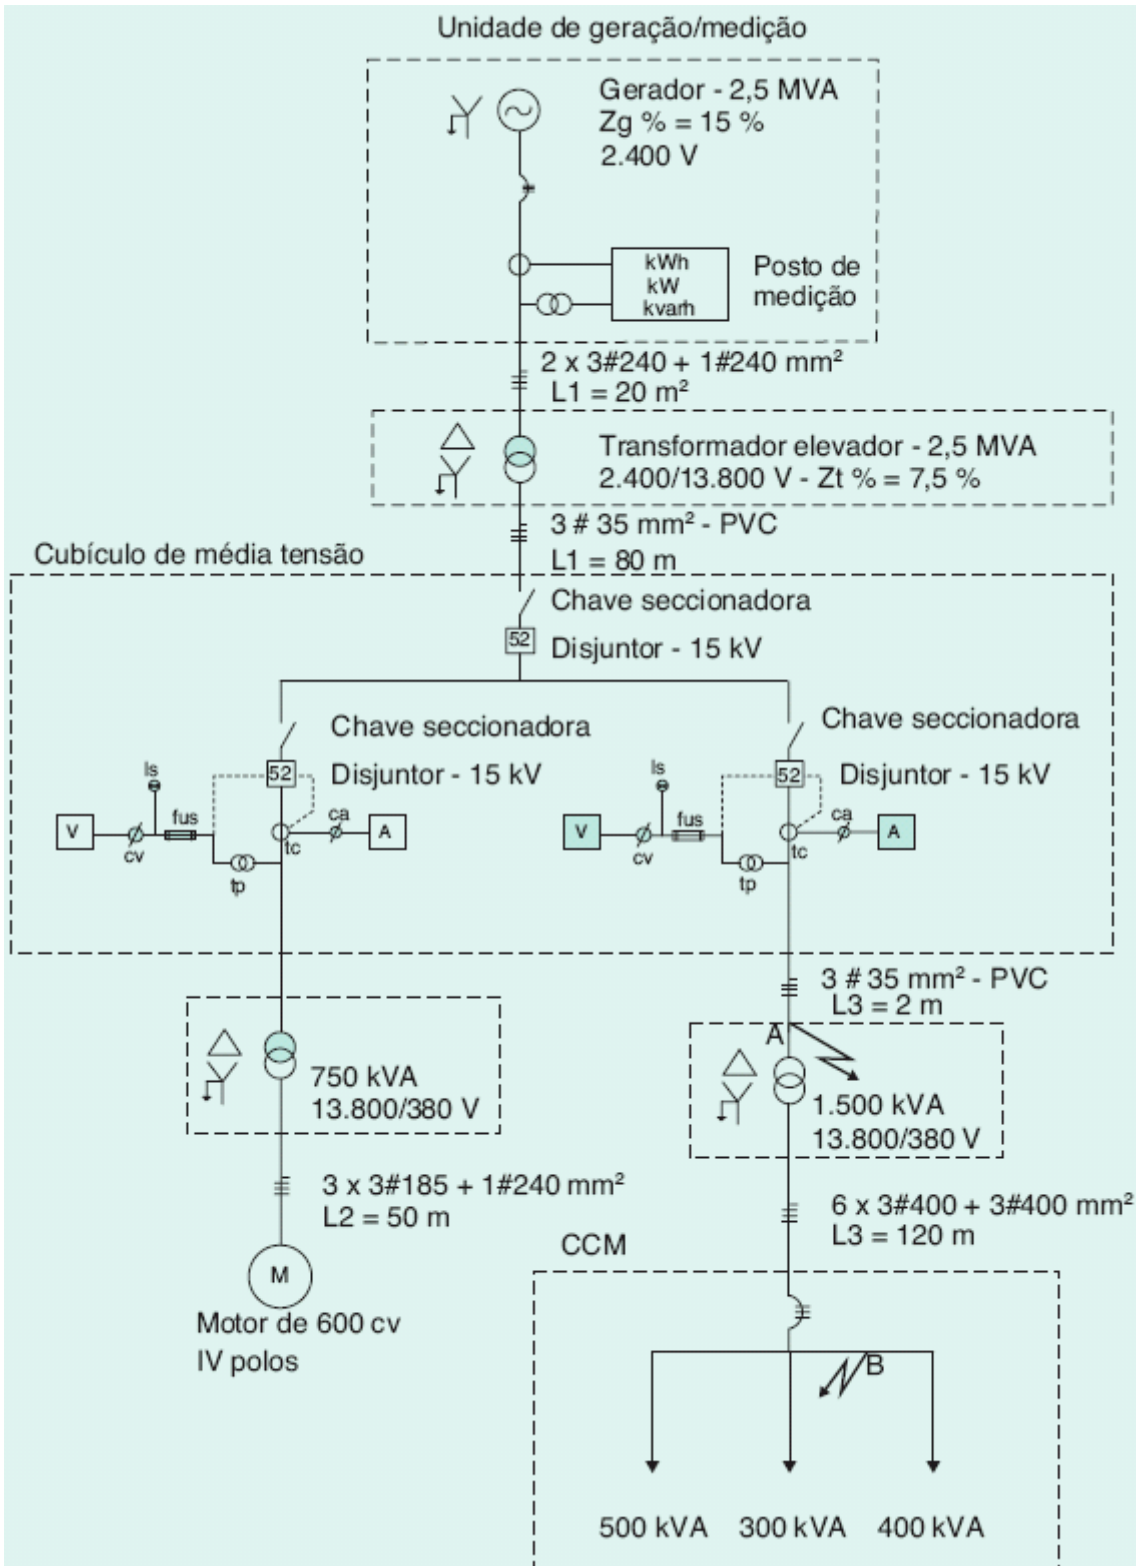 Unidade de geração/medição
Gerador - 2,5 MVA
Zg % = 15 %
2.400 V
kWh
kW
kvarh
Posto de
medição
2 x 3#240 + 1#240 mm²
L1 = 20 m²
Transformador elevador - 2,5 MVA
2.400/13.800 V - Zt % = 7,5 %
3 # 35 mm² - PVC
L1 = 80 m
Cubículo de média tensão
Chave seccionadora
52
Disjuntor - 15 kV
Chave seccionadora
Chave seccionadora
Is
52
Disjuntor - 15 kV
Is
52
Disjuntor - 15 kV
V
cv
fus
tp
tc
ca
A
V
cv
fus
tp
tc
ca
A
3 # 35 mm² - PVC
L3 = 2 m
A
750 kVA
13.800/380 V
1.500 kVA
13.800/380 V
3 x 3#185 + 1#240 mm²
L2 = 50 m
6 x 3#400 + 3#400 mm²
L3 = 120 m
CCM
M
Motor de 600 cv
IV polos
B
500 kVA
300 kVA
400 kVA